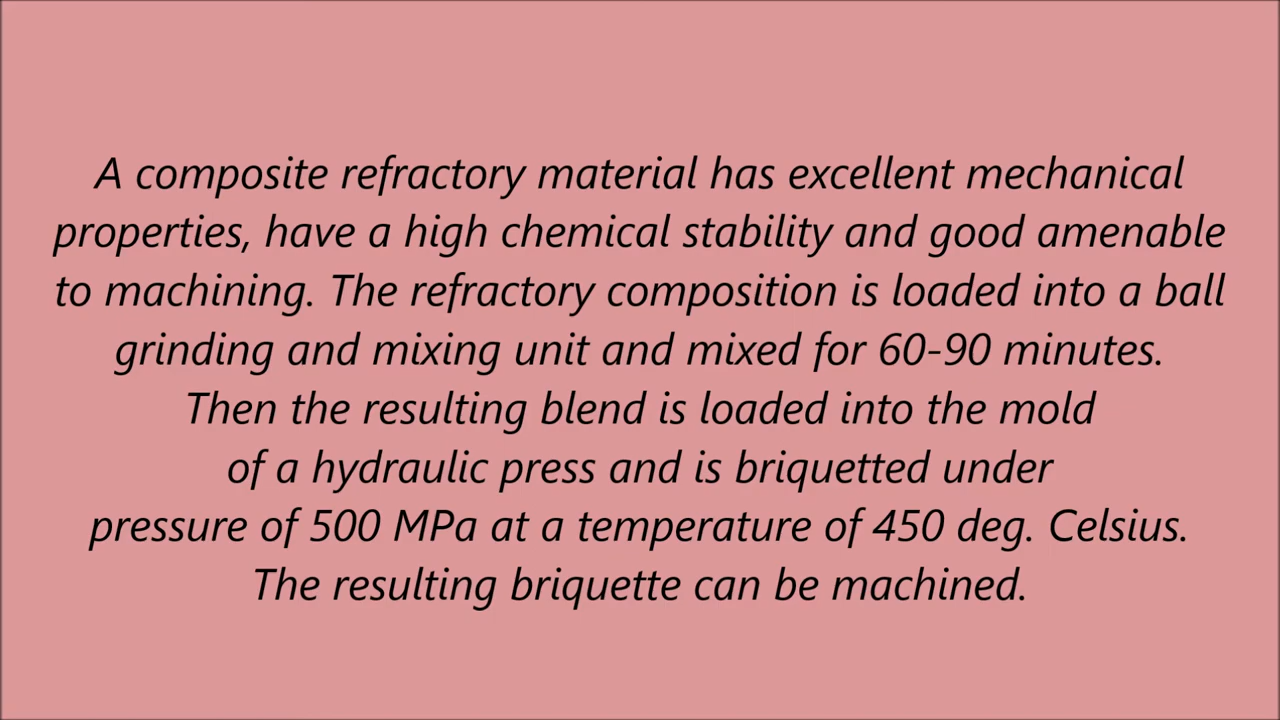 A composite refractory material has excellent mechanical
properties, have a high chemical stability and good amenable
to machining. The refractory composition is loaded into a ball
grinding and mixing unit and mixed for 60-90 minutes.
Then the resulting blend is loaded into the mold
of a hydraulic press and is briquetted under
pressure of 500 MPa at a temperature of 450 deg. Celsius.
The resulting briquette can be machined.